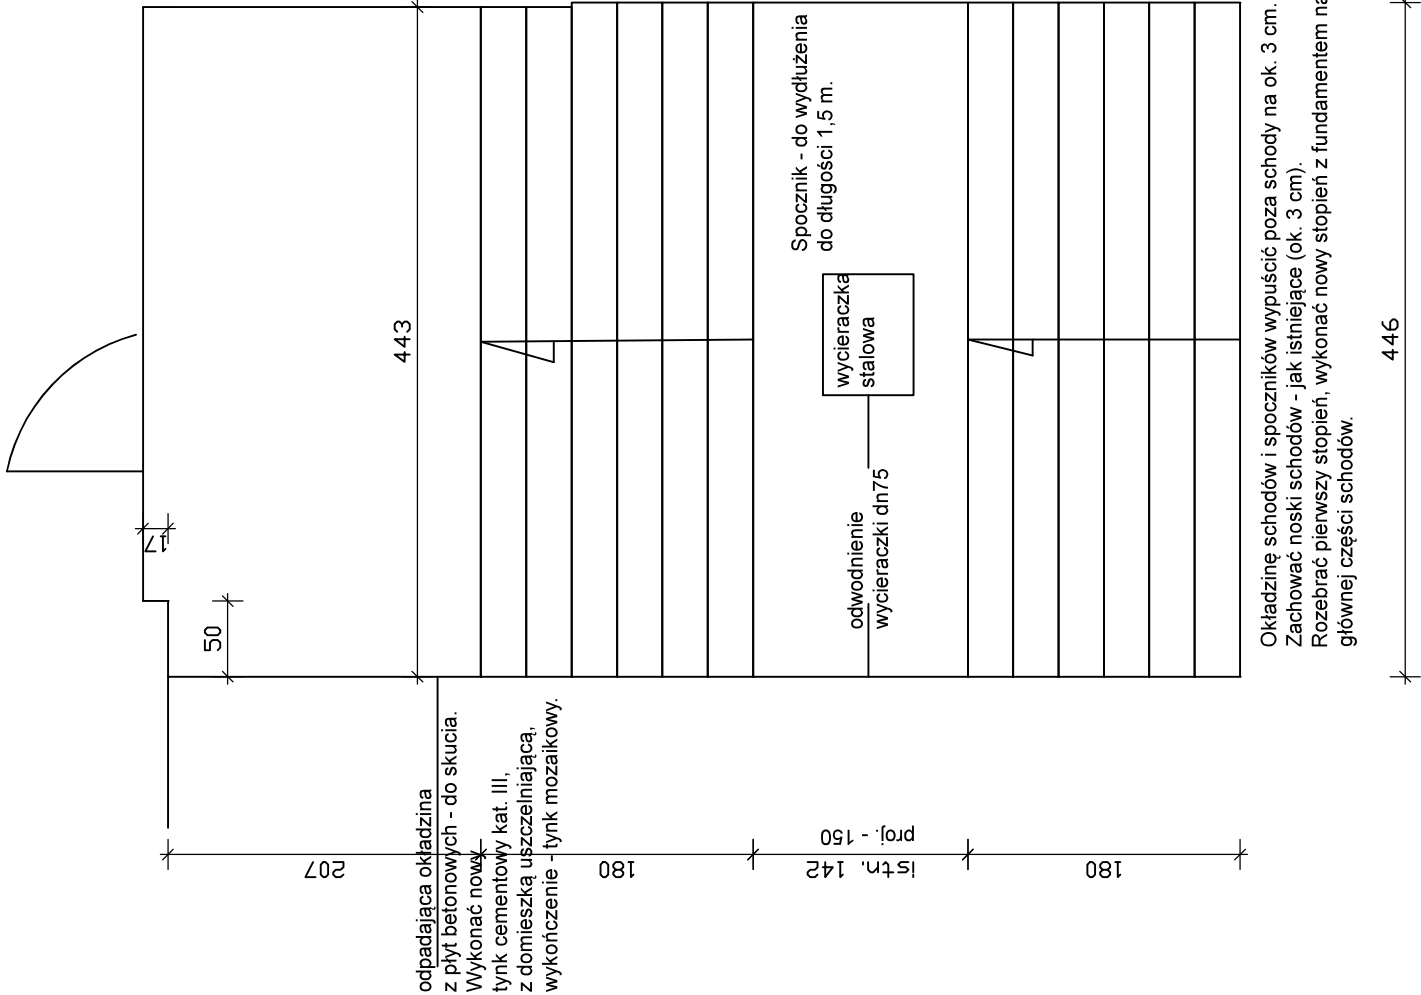 443
17
50
Spocznik - do wydłużenia
do długości 1,5 m.
wycieraczka
stalowa
odwodnienie
wycieraczki dn75
odpadająca okładzina
z płyt betonowych - do skucia.
Wykonać nowy
tynk cementowy kat. III,
z domieszką uszczelniającą,
wykończenie - tynk mozaikowy.
207
180
istn. 142
proj. - 150
180
Okładzinę schodów i spoczników wypuścić poza schody na ok. 3 cm.
Zachować noski schodów - jak istniejące (ok. 3 cm).
Rozebrać pierwszy stopień, wykonać nowy stopień z fundamentem na
głównej części schodów.
446